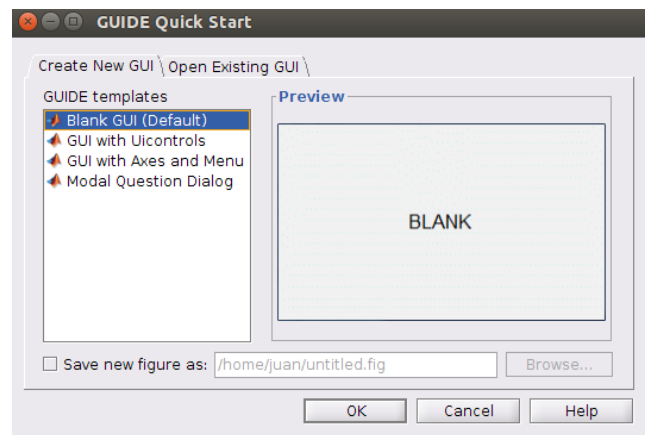 GUIDE Quick Start
Create New GUI
Open Existing GUI
GUIDE templates
Blank GUI (Default)
GUI with Uicontrols
GUI with Axes and Menu
Modal Question Dialog
Preview
BLANK
Save new figure as: /home/juan/untitled.fig Browse...
OK Cancel Help